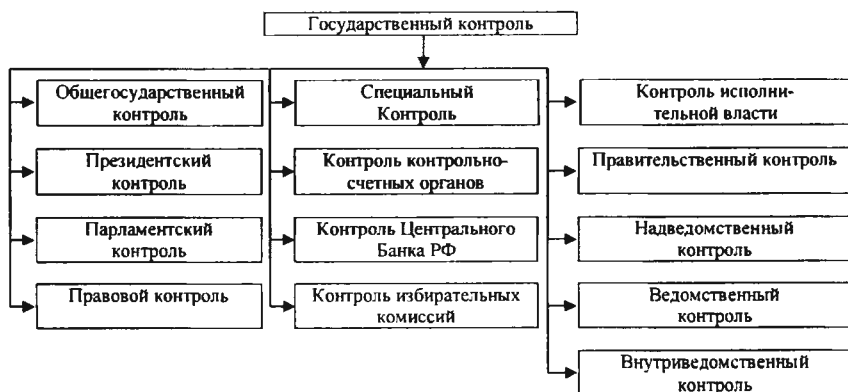 Государственный контроль
Общегосударственный
контроль
Президентский
контроль
Парламентский
контроль
Правовой контроль
Специальный
Контроль
Контроль контрольно-
счетных органов
Контроль Центрального
Банка РФ
Контроль избирательных
комиссий
Контроль исполни-
тельной власти
Правительственный контроль
Надведомственный
контроль
Ведомственный
контроль
Внутриведомственный
контроль